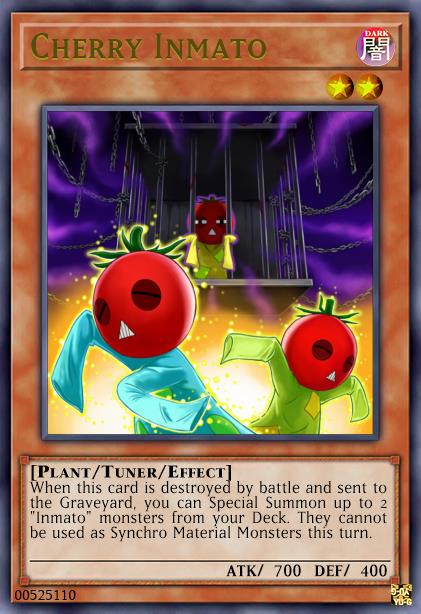 CHERRY INMATO
DARK
闇
[PLANT/TUNER/EFFECT]
When this card is destroyed by battle and sent to
the Graveyard, you can Special Summon up to 2
"Inmato" monsters from your Deck. They cannot
be used as Synchro Material Monsters this turn.
ATK/ 700 DEF/ 400
00525110